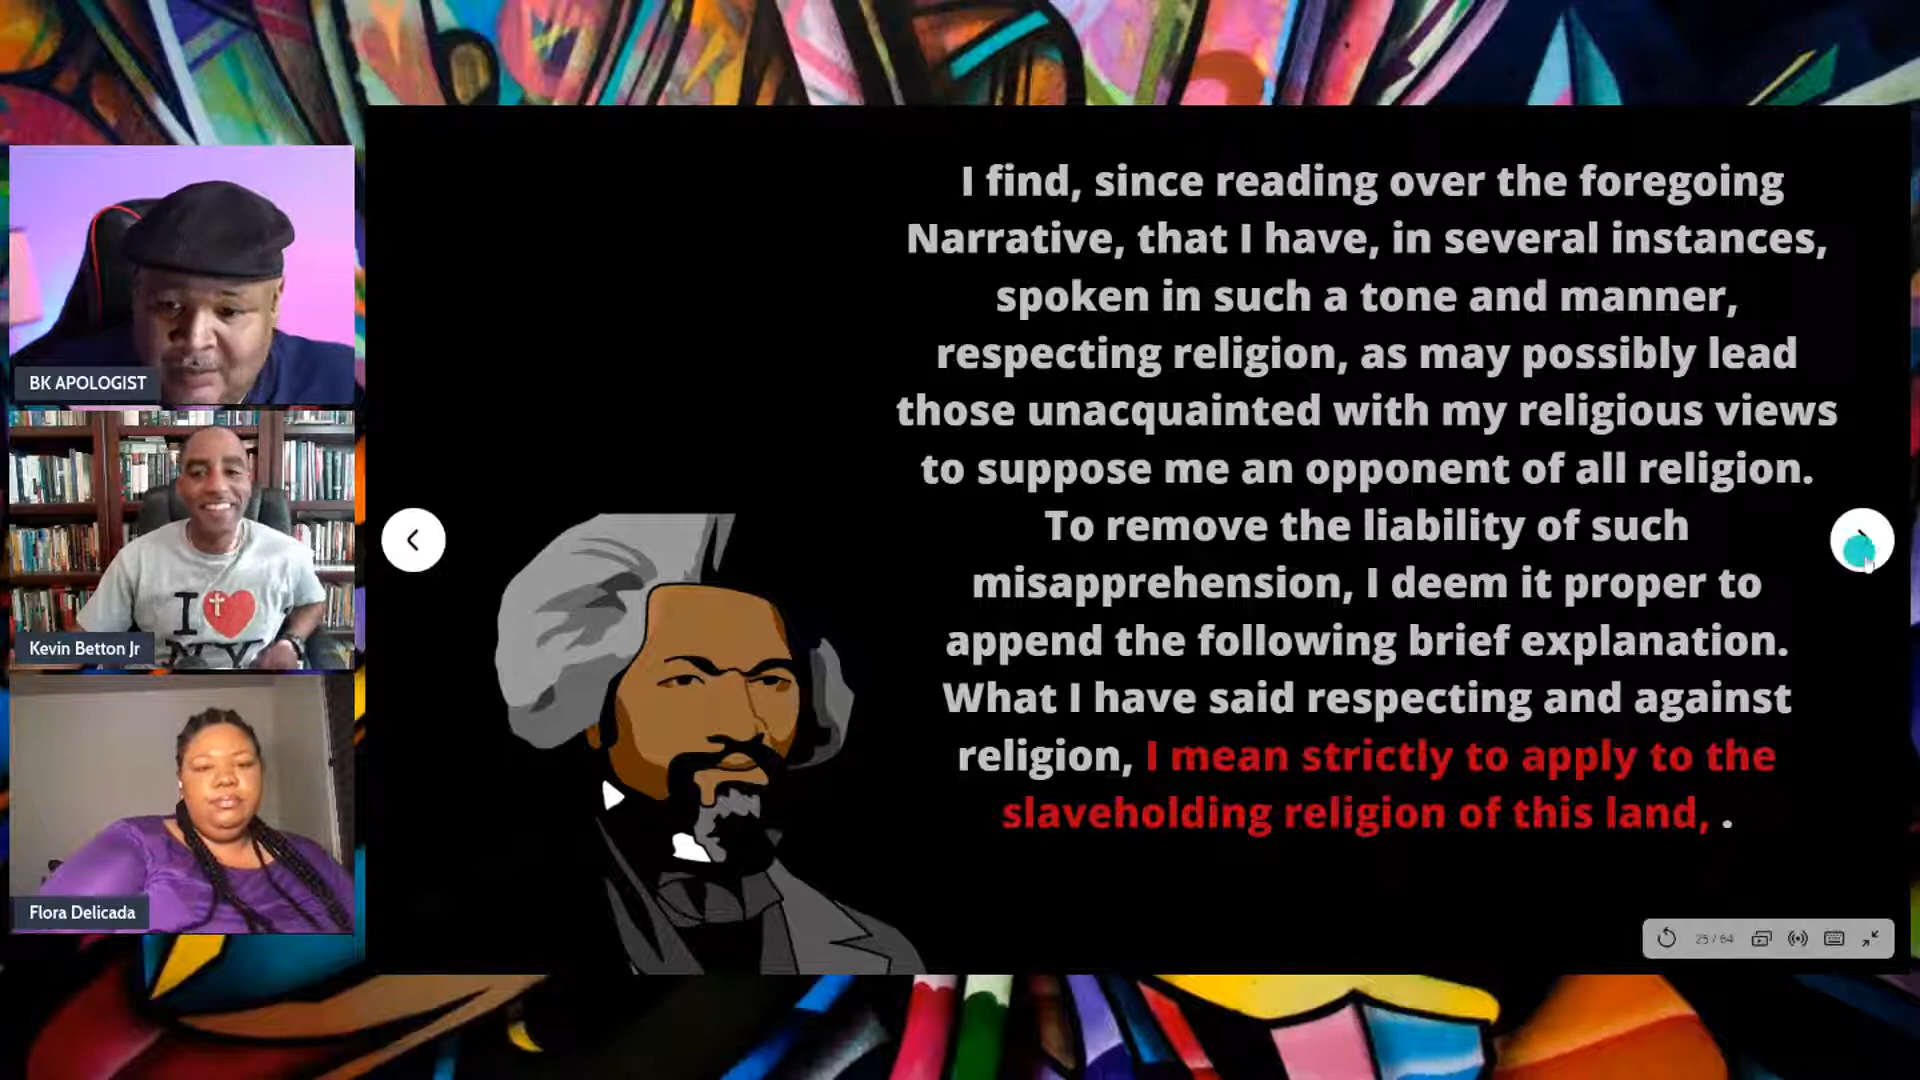 I find, since reading over the foregoing
Narrative, that I have, in several instances,
spoken in such a tone and manner,
respecting religion, as may possibly lead
those unacquainted with my religious views
to suppose me an opponent of all religion.
To remove the liability of such
misapprehension, I deem it proper to
append the following brief explanation.
What I have said respecting and against
religion, I mean strictly to apply to the
slaveholding religion of this land, .
BK APOLOGIST
I
MY
Kevin Betton Jr
Flora Delicada
25 / 64